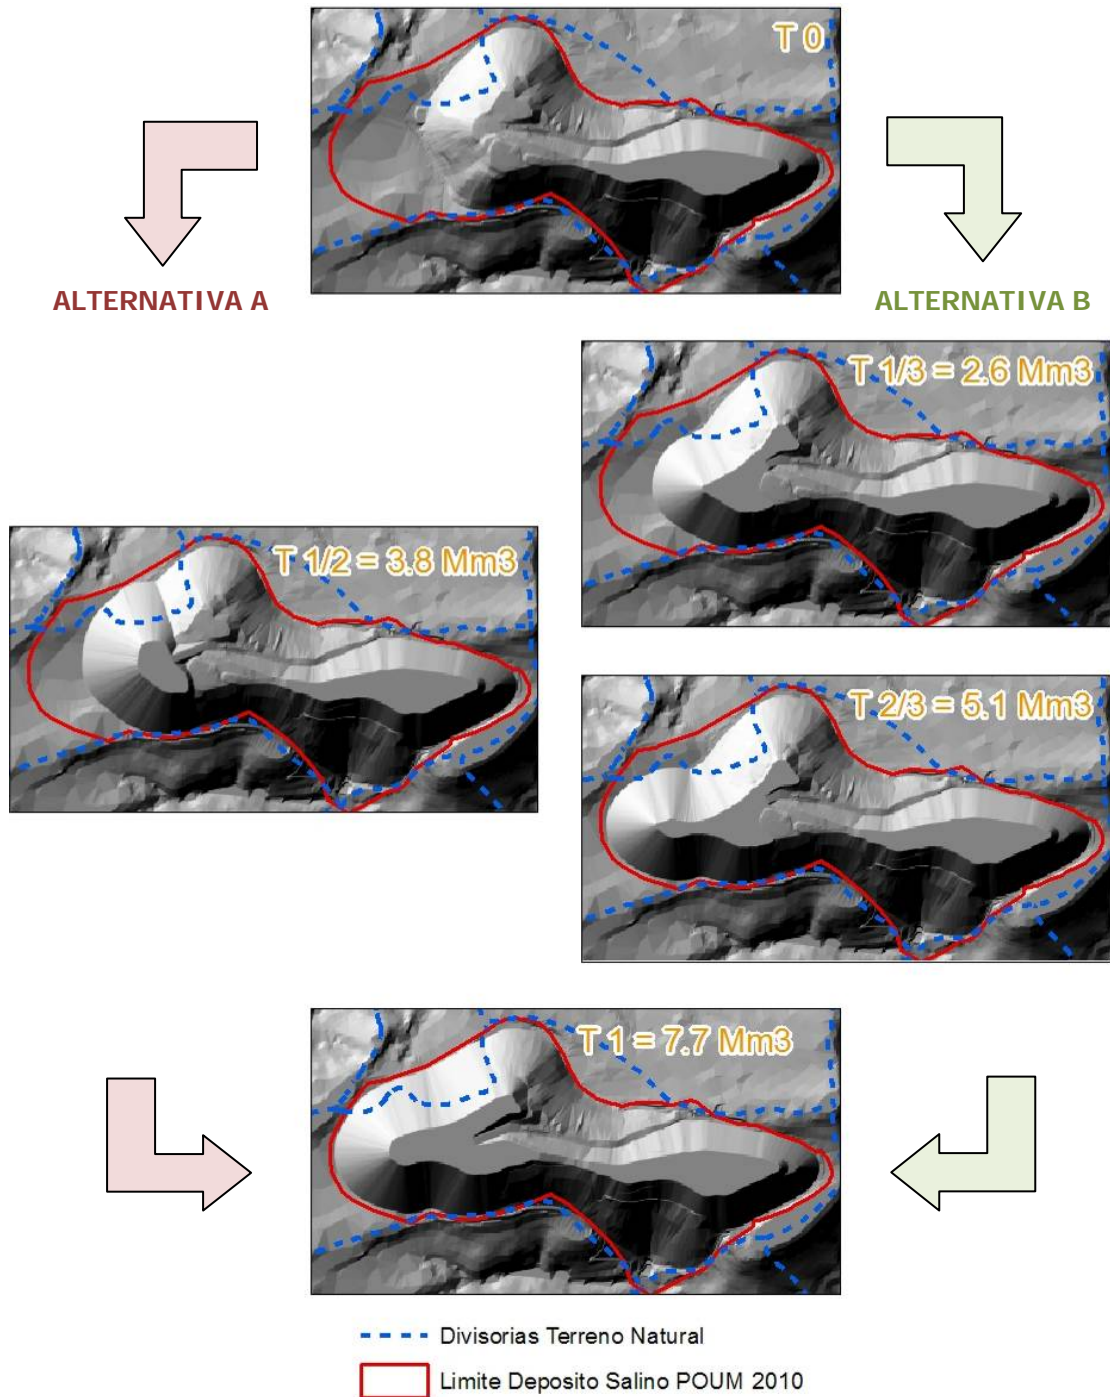 T 0
ALTERNATIVA A
ALTERNATIVA B
T 1/3 = 2.6 Mm3
T 1/2 = 3.8 Mm3
T 2/3 = 5.1 Mm3
T 1 = 7.7 Mm3
Divisorias Terreno Natural
Limite Deposito Salino POUM 2010